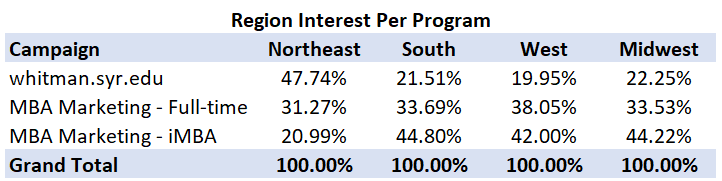 Region Interest Per Program
Campaign Northeast South West Midwest
whitman.syr.edu 47.74% 21.51% 19.95% 22.25%
MBA Marketing - Full-time 31.27% 33.69% 38.05% 33.53%
MBA Marketing - iMBA 20.99% 44.80% 42.00% 44.22%
Grand Total 100.00% 100.00% 100.00% 100.00%